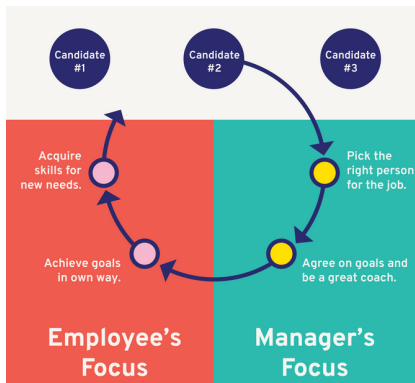 Candidate
#1
Candidate
#2
Candidate
#3
Acquire
skills for
new needs.
Pick the
right person
for the job.
Achieve goals
in own way.
Agree on goals and
be a great coach.
Employee's
Focus
Manager's
Focus